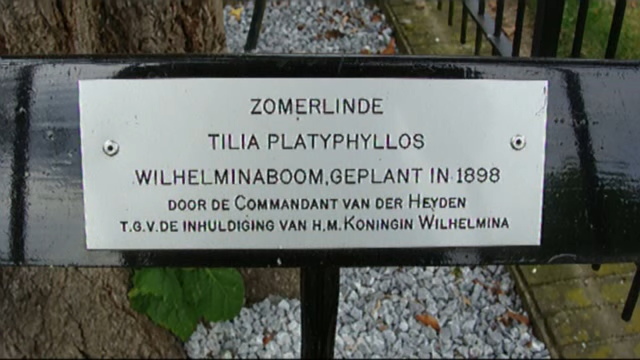 ZOMERLINDE
TILIA PLATYPHYLLOS
WILHELMINABOOM,GEPLANT IN 1898
DOOR DE COMMANDANT VAN DER HEYDEN
T.G.V.DE INHULDIGING VAN H.M.KONINGIN WILHELMINA